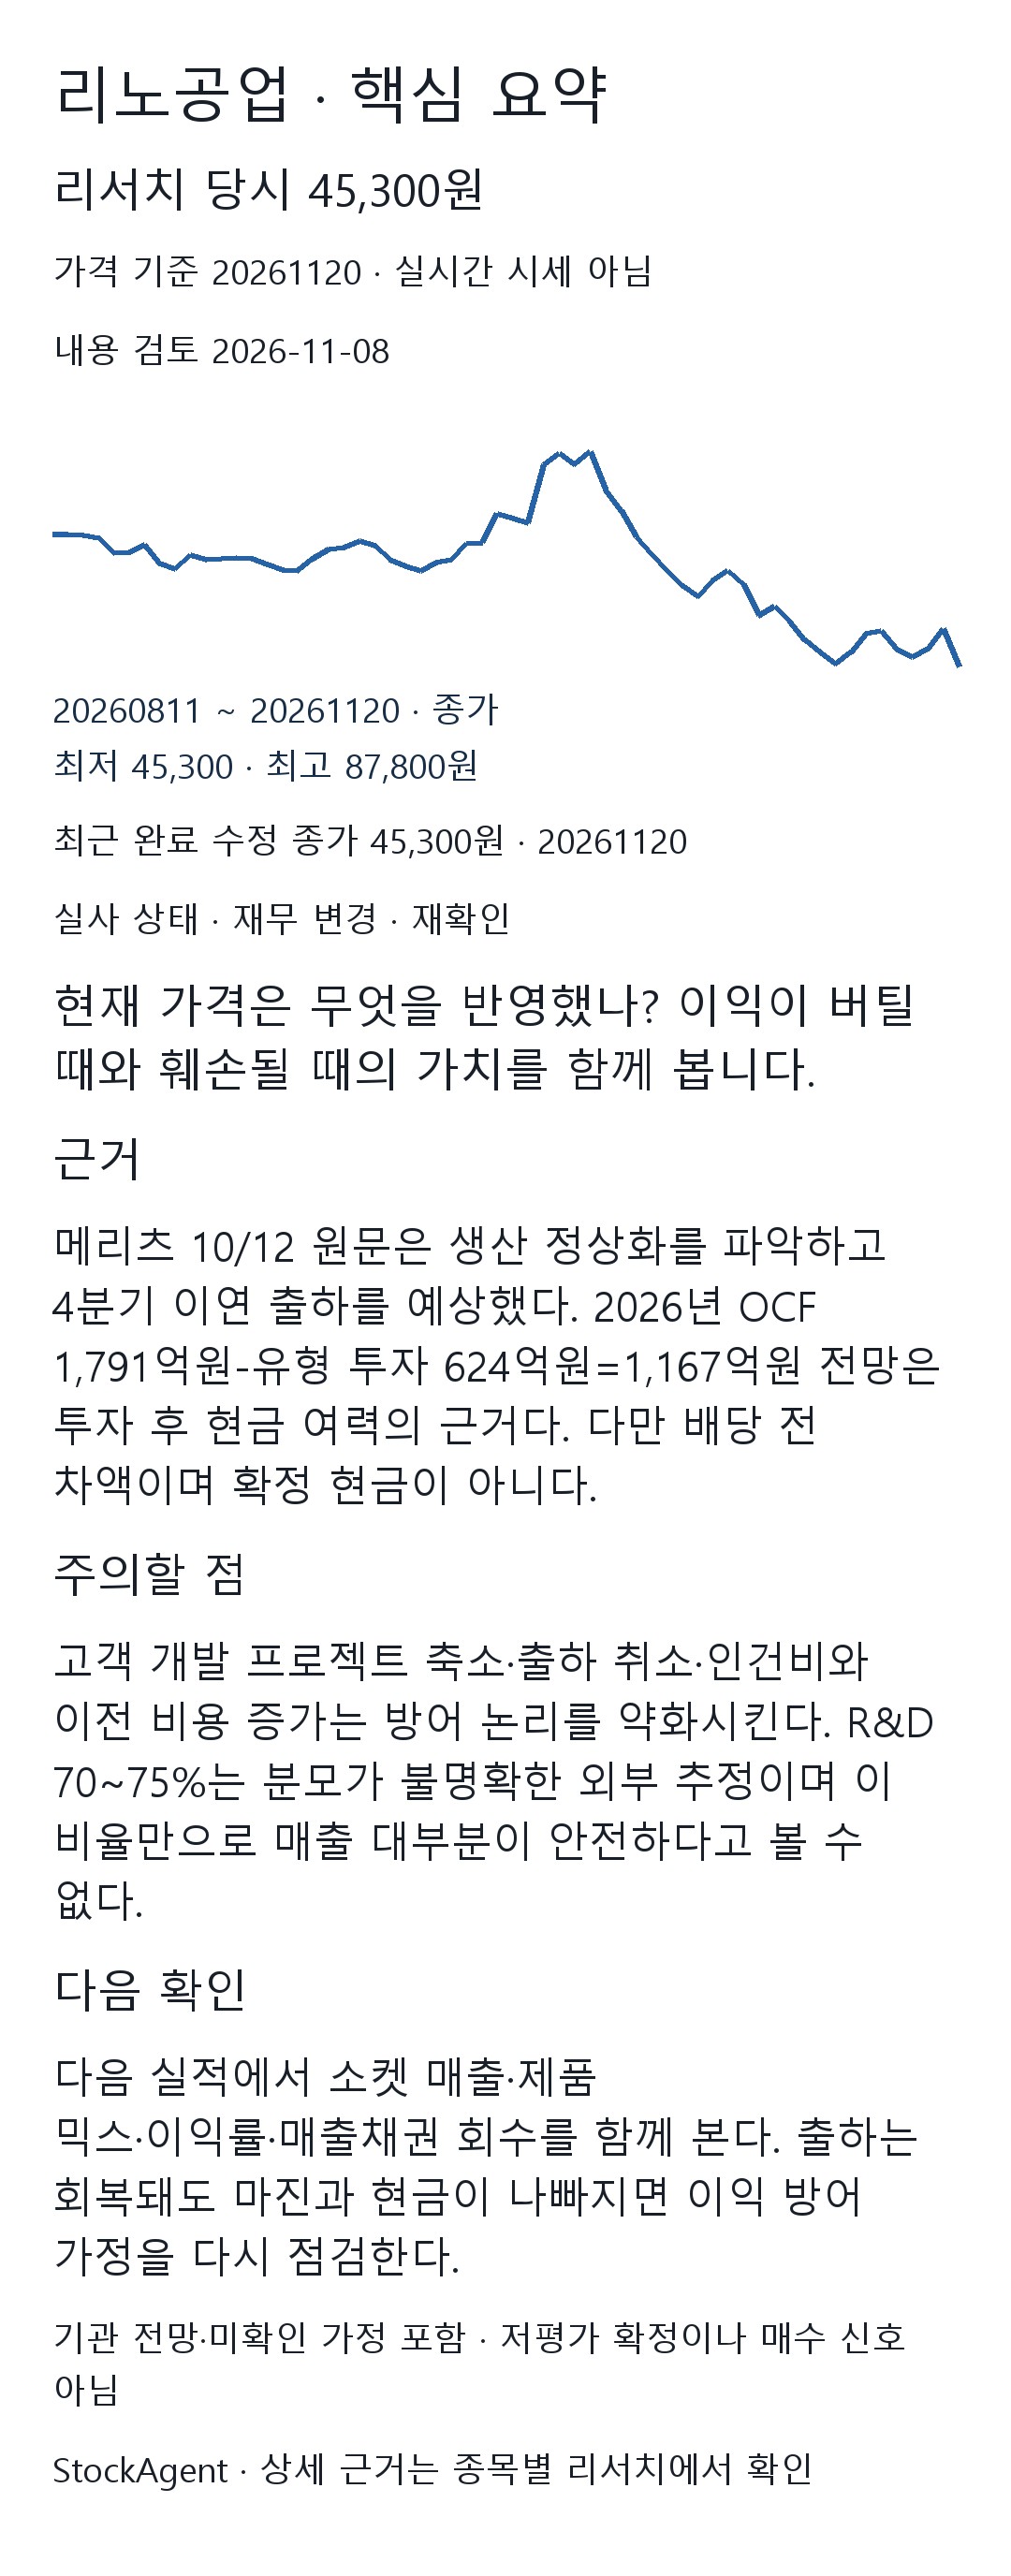 리노공업 · 핵심 요약
리서치 당시 45,300원
가격 기준 20261120 · 실시간 시세 아님
내용 검토 2026-11-08
20260811 ~ 20261120 · 종가
최저 45,300 · 최고 87,800원
최근 완료 수정 종가 45,300원 · 20261120
실사 상태 · 재무 변경 · 재확인
현재 가격은 무엇을 반영했나? 이익이 버틸
때와 훼손될 때의 가치를 함께 봅니다.
근거
메리츠 10/12 원문은 생산 정상화를 파악하고
4분기 이연 출하를 예상했다. 2026년 OCF
1,791억원-유형 투자 624억원=1,167억원 전망은
투자 후 현금 여력의 근거다. 다만 배당 전
차액이며 확정 현금이 아니다.
주의할 점
고객 개발 프로젝트 축소·출하 취소·인건비와
이전 비용 증가는 방어 논리를 약화시킨다. R&D
70~75%는 분모가 불명확한 외부 추정이며 이
비율만으로 매출 대부분이 안전하다고 볼 수
없다.
다음 확인
다음 실적에서 소켓 매출·제품
믹스·이익률·매출채권 회수를 함께 본다. 출하는
회복돼도 마진과 현금이 나빠지면 이익 방어
가정을 다시 점검한다.
기관 전망·미확인 가정 포함 · 저평가 확정이나 매수 신호
아님
StockAgent · 상세 근거는 종목별 리서치에서 확인